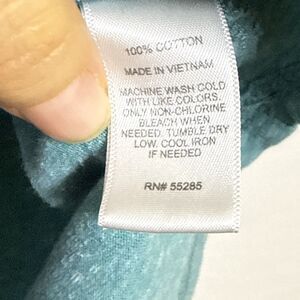 100% COTTON
MADE IN VIETNAM
MACHINE WASH COLD
WITH LIKE COLORS.
ONLY NON-CHLORINE
BLEACH WHEN
NEEDED. TUMBLE DRY
LOW. COOL IRON
IF NEEDED
RN# 55285